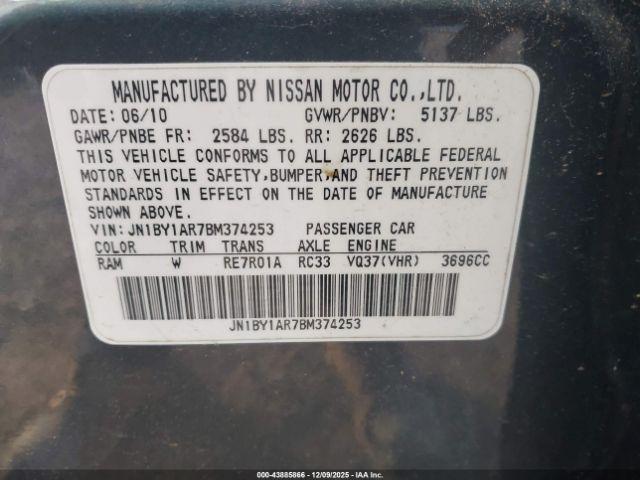 MANUFACTURED BY NISSAN MOTOR CO.,LTD.
DATE: 06/10 GVWR/PNBV: 5137 LBS.
GAWR/PNBE FR: 2584 LBS. RR: 2626 LBS.
THIS VEHICLE CONFORMS TO ALL APPLICABLE FEDERAL
MOTOR VEHICLE SAFETY,BUMPER,AND THEFT PREVENTION
STANDARDS IN EFFECT ON THE DATE OF MANUFACTURE
SHOWN ABOVE.
VIN: JN1BY1AR7BM374253 PASSENGER CAR
COLOR TRIM TRANS AXLE ENGINE
RAM W RE7R01A RC33 VQ37(VHR) 3696CC
JN1BY1AR7BM374253
000-43885866 - 12/09/2025 - IAA Inc.